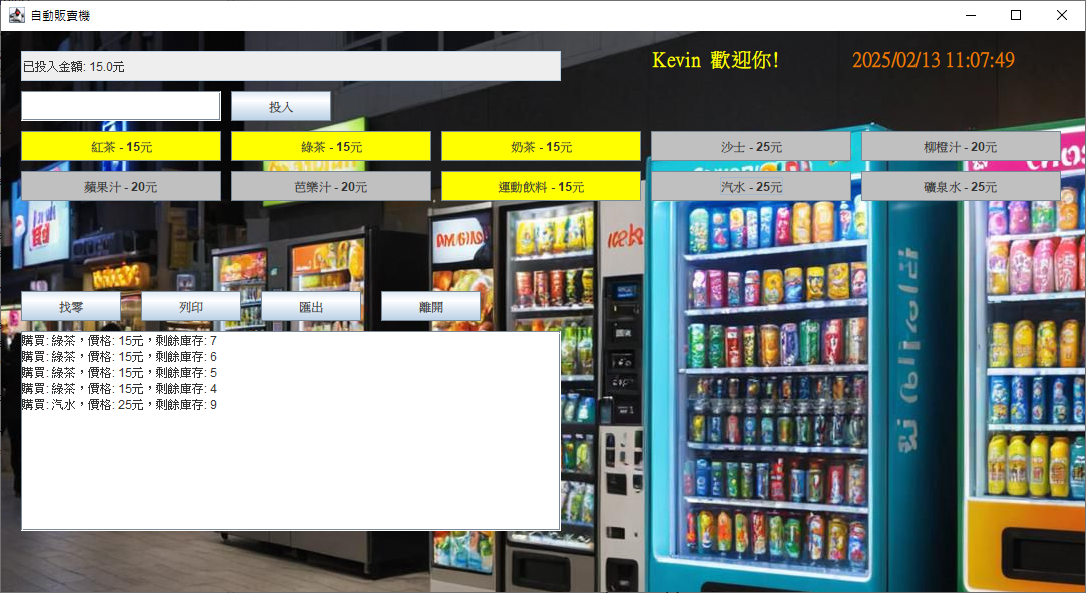 自動販賣機
已投入金額: 15.0元
Kevin 歡迎你!
2025/02/13 11:07:49
投入
紅茶 - 15元
綠茶 - 15元
奶茶 - 15元
沙士 - 25元
柳橙汁 - 20元
蘋果汁 - 20元
芭樂汁 - 20元
運動飲料 - 15元
汽水 - 25元
礦泉水 - 25元
找零
列印
匯出
離開
購買: 綠茶，價格: 15元，剩餘庫存: 7
購買: 綠茶，價格: 15元，剩餘庫存: 6
購買: 綠茶，價格: 15元，剩餘庫存: 5
購買: 綠茶，價格: 15元，剩餘庫存: 4
購買: 汽水，價格: 25元，剩餘庫存: 9